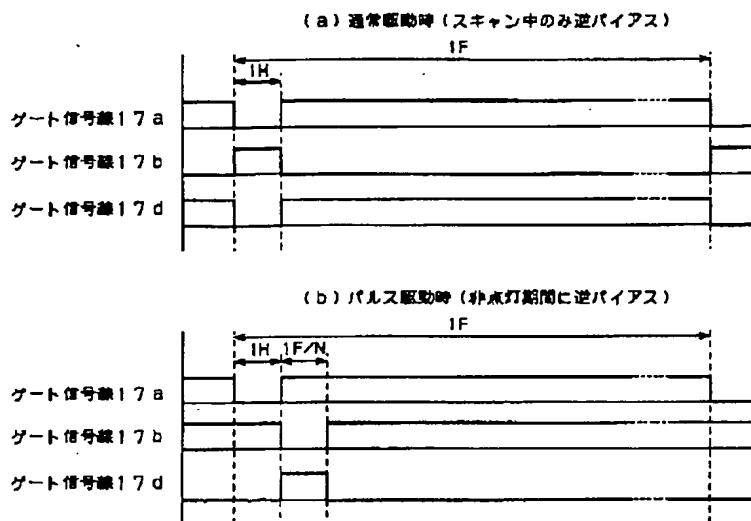 (a)通常駆動時(スキャン中のみ逆バイアス)
1F
1H
ゲート信号線17a
ゲート信号線17b
ゲート信号線17d
(b)パルス駆動時(非点灯期間に逆バイアス)
1F
1H 1F/N
ゲート信号線17a
ゲート信号線17b
ゲート信号線17d